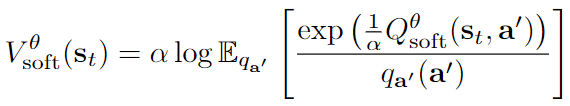 $V_{\text{soft}}^{\theta}(\mathbf{s}_t) = \alpha \log \mathbb{E}_{q_{\mathbf{a}'}} \left[ \frac{\exp\left(\frac{1}{\alpha} Q_{\text{soft}}^{\theta}(\mathbf{s}_t, \mathbf{a}')\right)}{q_{\mathbf{a}'}(\mathbf{a}')} \right]$